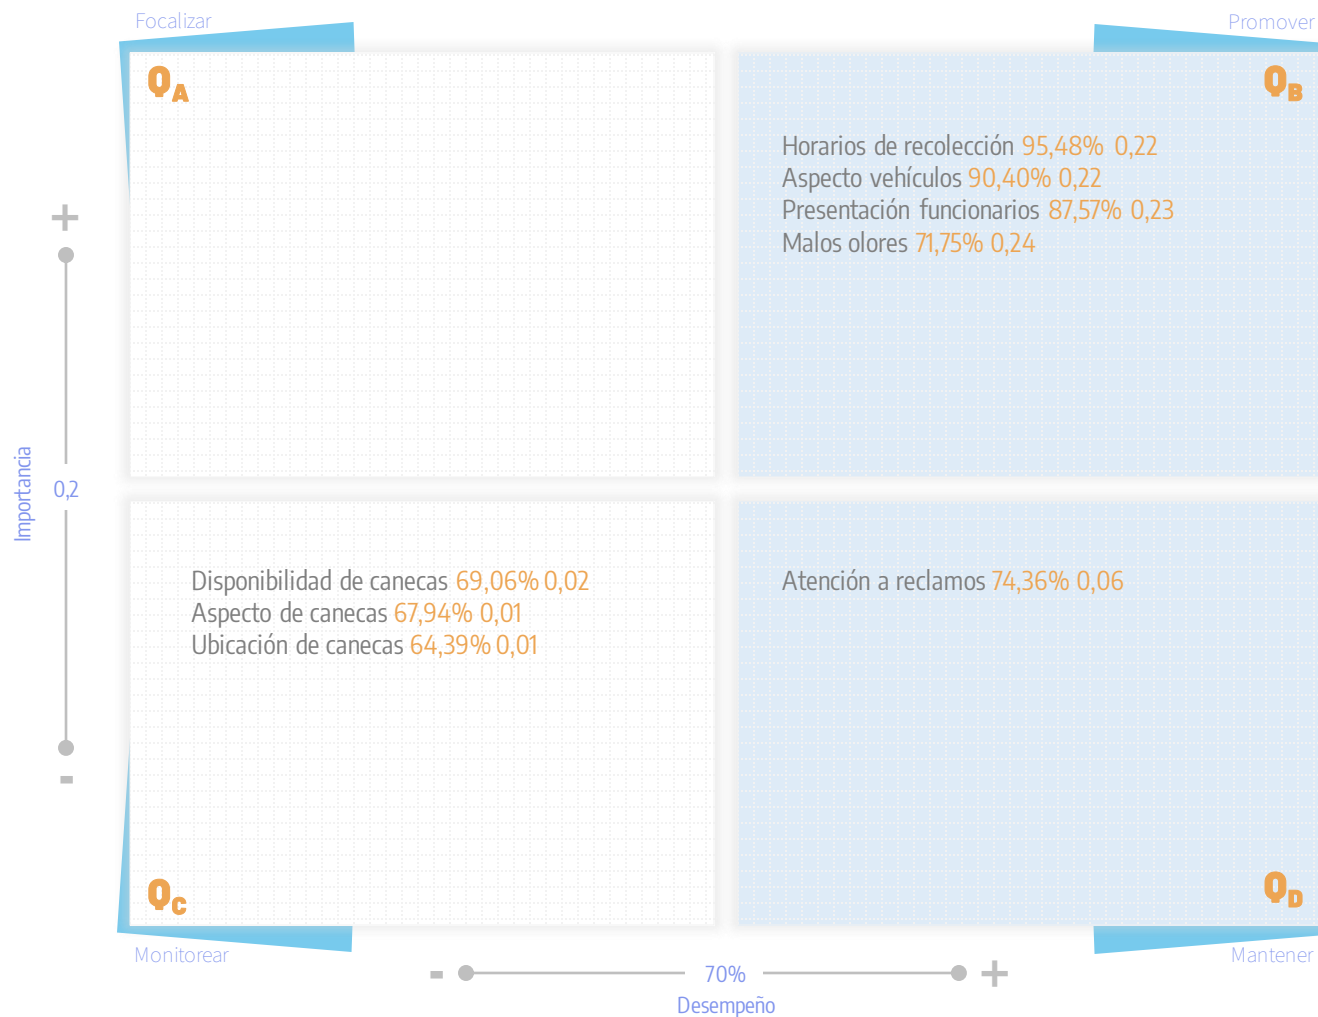 Focalizar
Promover
QA
QB
Horarios de recolección 95,48% 0,22
Aspecto vehículos 90,40% 0,22
Presentación funcionarios 87,57% 0,23
Malos olores 71,75% 0,24
+
Importancia
0,2
-
Disponibilidad de canecas 69,06% 0,02
Aspecto de canecas 67,94% 0,01
Ubicación de canecas 64,39% 0,01
Atención a reclamos 74,36% 0,06
QC
QD
Monitorear
Mantener
- 70% +
Desempeño